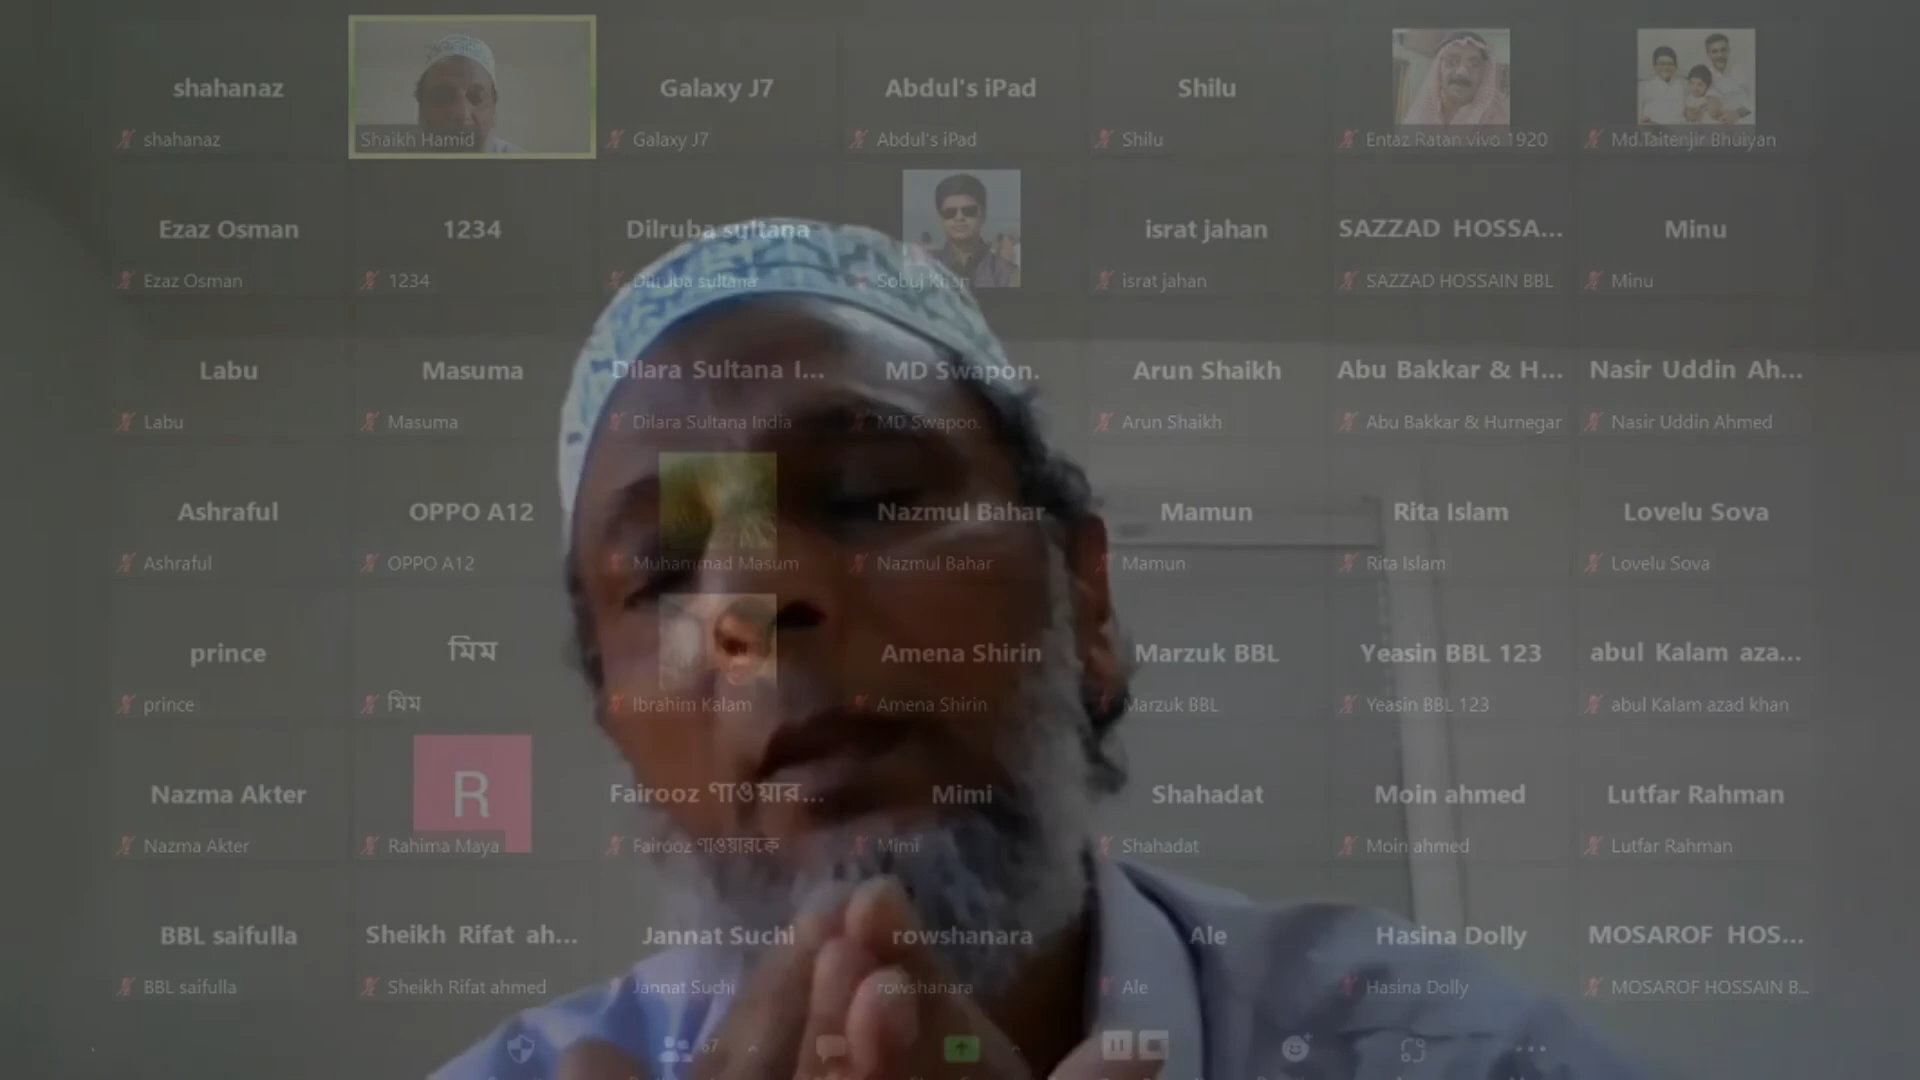 shahanaz
shahanaz
Shaikh Hamid
Galaxy J7
Galaxy J7
Abdul's iPad
Abdul's iPad
Shilu
Shilu
Entaz Ratan vivo 1920
Md.Taitenjir Bhuiyan
Ezaz Osman
Ezaz Osman
1234
1234
Dilruba sultana
Dilruba sultana
Sobuj Khan
israt jahan
israt jahan
SAZZAD HOSSA...
SAZZAD HOSSAIN BBL
Minu
Minu
Labu
Labu
Masuma
Masuma
Dilara Sultana I...
Dilara Sultana India
MD Swapon.
MD Swapon.
Arun Shaikh
Arun Shaikh
Abu Bakkar & H...
Abu Bakkar & Hurnegar
Nasir Uddin Ah...
Nasir Uddin Ahmed
Ashraful
Ashraful
OPPO A12
OPPO A12
Muhammad Masum
Nazmul Bahar
Nazmul Bahar
Mamun
Mamun
Rita Islam
Rita Islam
Lovelu Sova
Lovelu Sova
prince
prince
মিম
মিম
Ibrahim Kalam
Amena Shirin
Amena Shirin
Marzuk BBL
Marzuk BBL
Yeasin BBL 123
Yeasin BBL 123
abul Kalam aza...
abul Kalam azad khan
Nazma Akter
Nazma Akter
R
Rahima Maya
Fairooz ণাওয়ার...
Fairooz ণাওয়ারকে
Mimi
Mimi
Shahadat
Shahadat
Moin ahmed
Moin ahmed
Lutfar Rahman
Lutfar Rahman
BBL saifulla
BBL saifulla
Sheikh Rifat ah...
Sheikh Rifat ahmed
Jannat Suchi
Jannat Suchi
rowshanara
rowshanara
Ale
Ale
Hasina Dolly
Hasina Dolly
MOSAROF HOS...
MOSAROF HOSSAIN B...
67